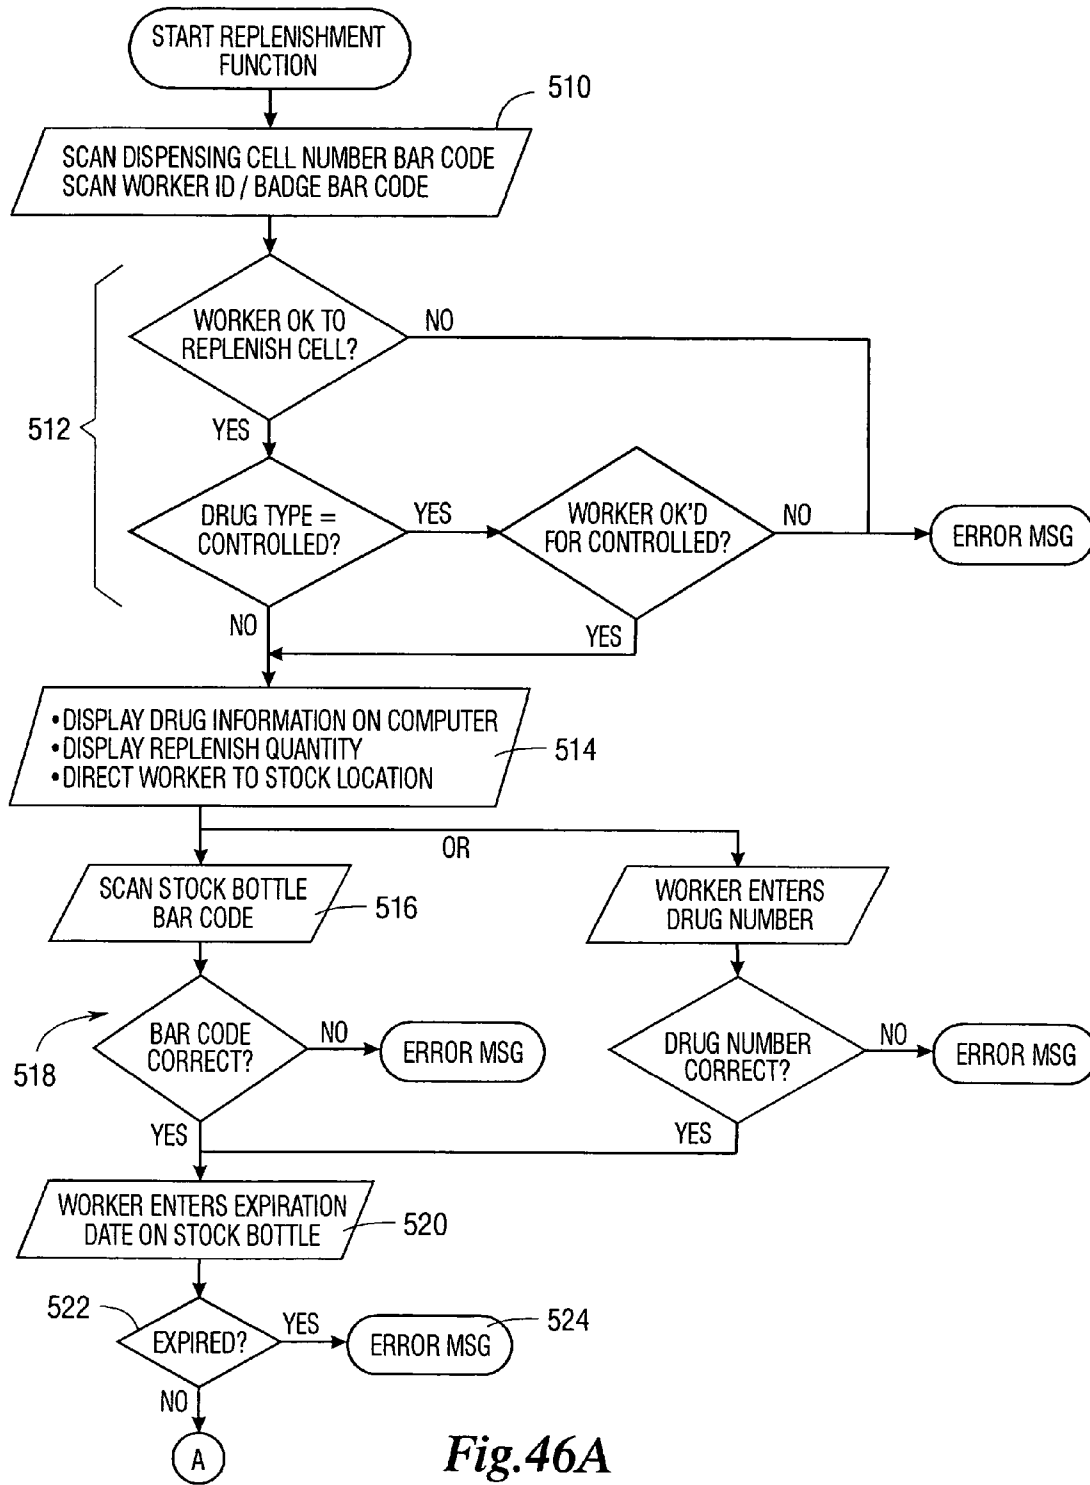 START REPLENISHMENT
FUNCTION
510
SCAN DISPENSING CELL NUMBER BAR CODE
SCAN WORKER ID / BADGE BAR CODE
512
WORKER OK TO
REPLENISH CELL?
NO
YES
DRUG TYPE =
CONTROLLED?
YES
WORKER OK'D
FOR CONTROLLED?
NO
ERROR MSG
NO
YES
•DISPLAY DRUG INFORMATION ON COMPUTER
•DISPLAY REPLENISH QUANTITY
•DIRECT WORKER TO STOCK LOCATION
514
OR
SCAN STOCK BOTTLE
BAR CODE
516
WORKER ENTERS
DRUG NUMBER
518
BAR CODE
CORRECT?
NO
ERROR MSG
DRUG NUMBER
CORRECT?
NO
ERROR MSG
YES
YES
WORKER ENTERS EXPIRATION
DATE ON STOCK BOTTLE
520
522
EXPIRED?
YES
ERROR MSG
524
NO
A
Fig.46A